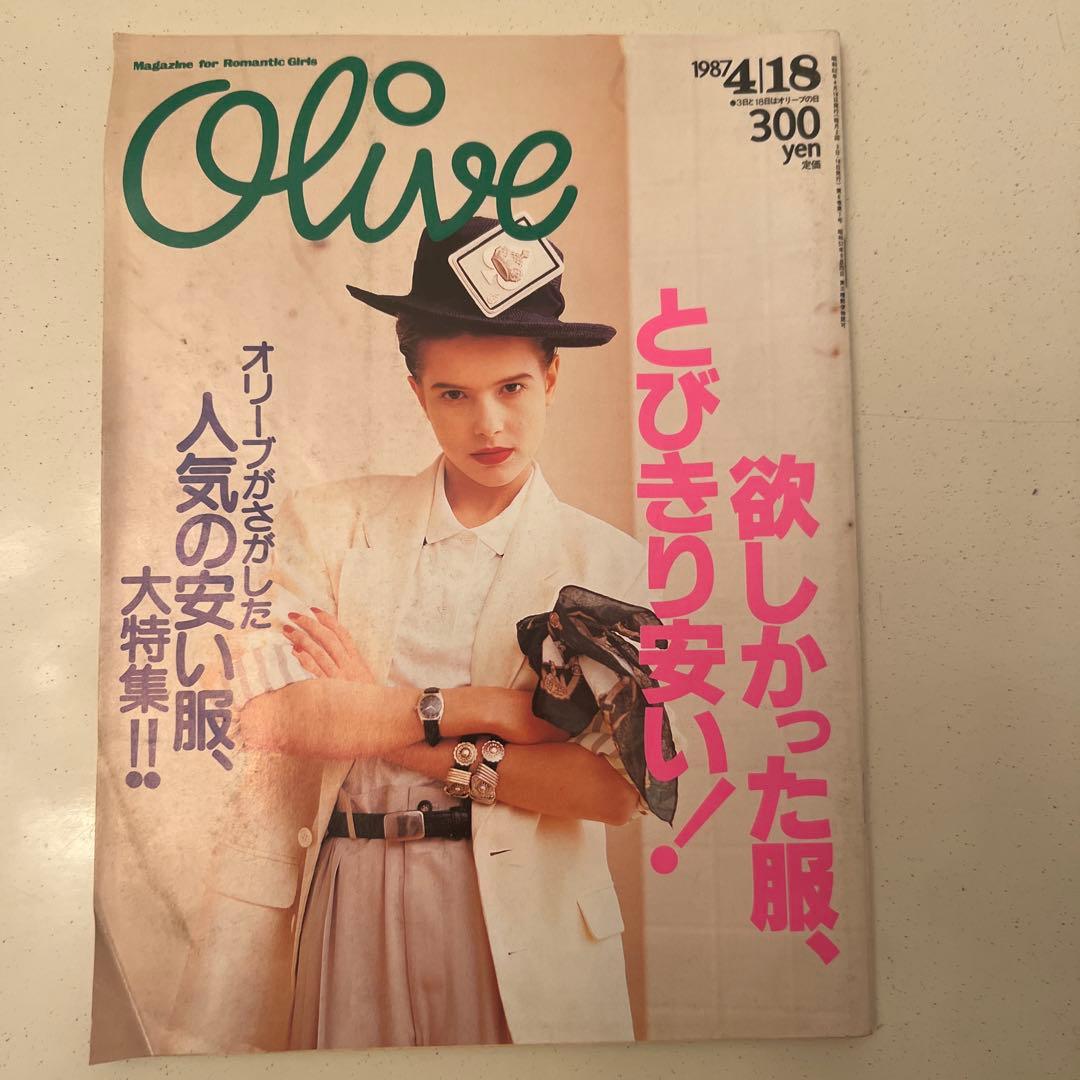 Magazine for Romantic Girls
Olive
1987 4|18
●3日と18日はオリーブの日
300
yen
定価
欲しかった服、
とびきり安い!
オリーブがさがした
人気の安い服、
大特集!!